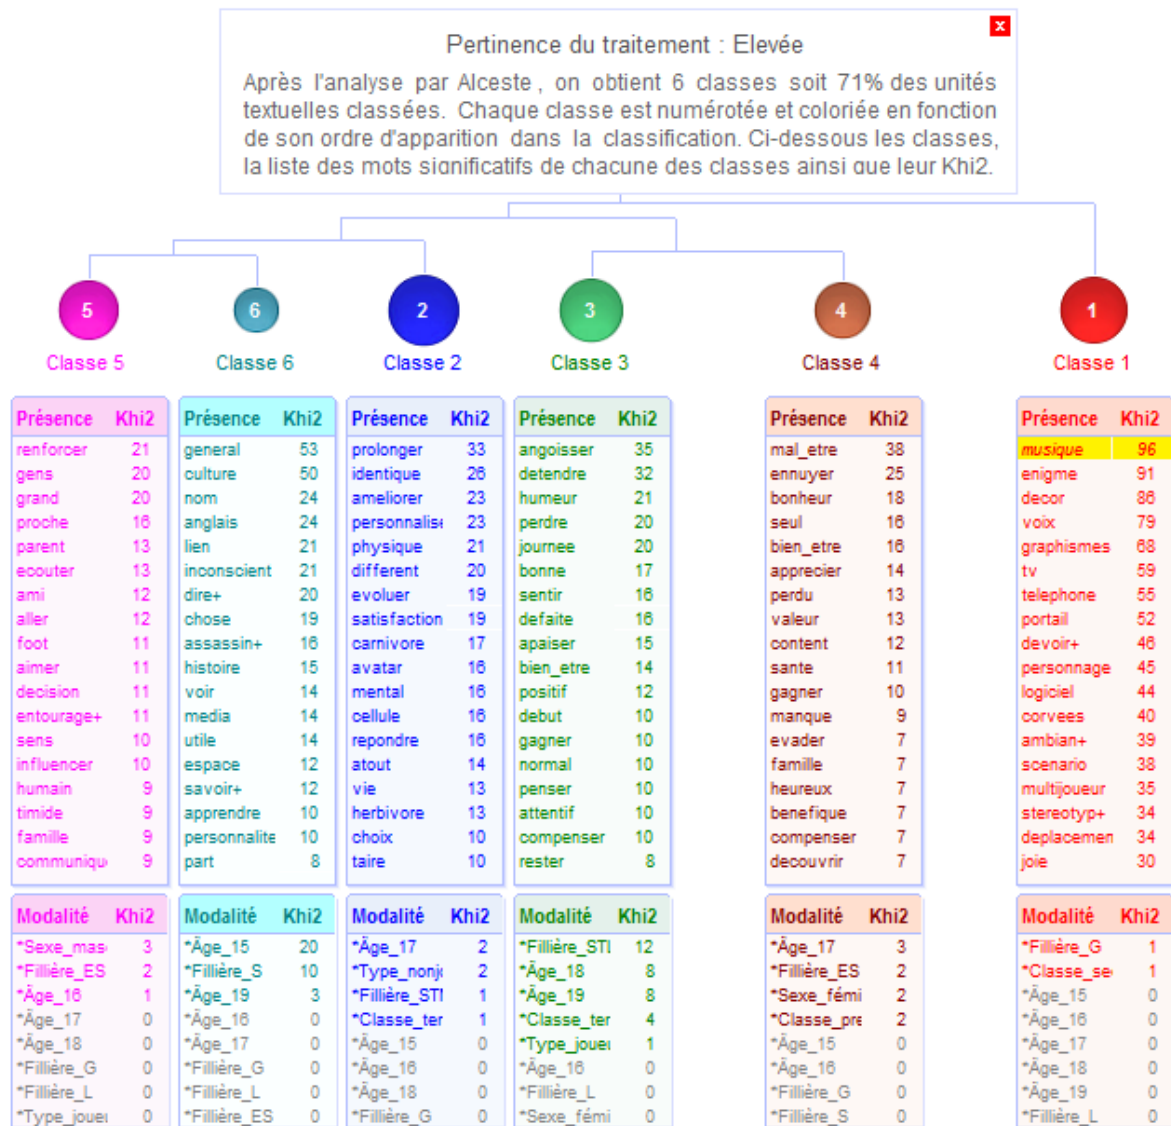 x
Pertinence du traitement : Elevée
Après l'analyse par Alceste , on obtient 6 classes soit 71% des unités
textuelles classées. Chaque classe est numérotée et coloriée en fonction
de son ordre d'apparition dans la classification. Ci-dessous les classes,
la liste des mots significatifs de chacune des classes ainsi que leur Khi2.
5
Classe 5
Présence Khi2
renforcer 21
gens 20
grand 20
proche 16
parent 13
ecouter 13
ami 12
aller 12
foot 11
aimer 11
decision 11
entourage+ 11
sens 10
influencer 10
humain 9
timide 9
famille 9
communiqu 9
Modalité Khi2
*Sexe_mas 3
*Fillière_ES 2
*Âge_16 1
*Âge_17 0
*Âge_18 0
*Fillière_G 0
*Fillière_L 0
*Type_jouei 0
6
Classe 6
Présence Khi2
general 53
culture 50
nom 24
anglais 24
lien 21
inconscient 21
dire+ 20
chose 19
assassin+ 16
histoire 15
voir 14
media 14
utile 14
espace 12
savoir+ 12
apprendre 10
personnalite 10
part 8
Modalité Khi2
*Âge_15 20
*Fillière_S 10
*Âge_19 3
*Âge_16 0
*Âge_17 0
*Fillière_G 0
*Fillière_L 0
*Fillière_ES 0
2
Classe 2
Présence Khi2
prolonger 33
identique 26
ameliorer 23
personnalis 23
physique 21
different 20
evoluer 19
satisfaction 19
carnivore 17
avatar 16
mental 16
cellule 16
repondre 16
atout 14
vie 13
herbivore 13
choix 10
taire 10
Modalité Khi2
*Âge_17 2
*Type_nonj 2
*Fillière_ST 1
*Classe_ter 1
*Âge_15 0
*Âge_16 0
*Âge_18 0
*Fillière_G 0
3
Classe 3
Présence Khi2
angoisser 35
detendre 32
humeur 21
perdre 20
journee 20
bonne 17
sentir 16
defaite 16
apaiser 15
bien_etre 14
positif 12
debut 10
gagner 10
normal 10
penser 10
attentif 10
compenser 10
rester 8
Modalité Khi2
*Fillière_STI 12
*Âge_18 8
*Âge_19 8
*Classe_ter 4
*Type_jouei 1
*Âge_16 0
*Fillière_L 0
*Sexe_fémi 0
4
Classe 4
Présence Khi2
mal_etre 38
ennuyer 25
bonheur 18
seul 16
bien_etre 16
apprecier 14
perdu 13
valeur 13
content 12
sante 11
gagner 10
manque 9
evader 7
famille 7
heureux 7
benefique 7
compenser 7
decouvrir 7
Modalité Khi2
*Âge_17 3
*Fillière_ES 2
*Sexe_fémi 2
*Classe_pre 2
*Âge_15 0
*Âge_16 0
*Fillière_G 0
*Fillière_S 0
1
Classe 1
Présence Khi2
musique 96
enigme 91
decor 86
voix 79
graphismes 68
tv 59
telephone 55
portail 52
devoir+ 46
personnage 45
logiciel 44
corvees 40
ambian+ 39
scenario 38
multijoueur 35
stereotyp+ 34
deplacemen 34
joie 30
Modalité Khi2
*Fillière_G 1
*Classe_se 1
*Âge_15 0
*Âge_16 0
*Âge_17 0
*Âge_18 0
*Âge_19 0
*Fillière_L 0